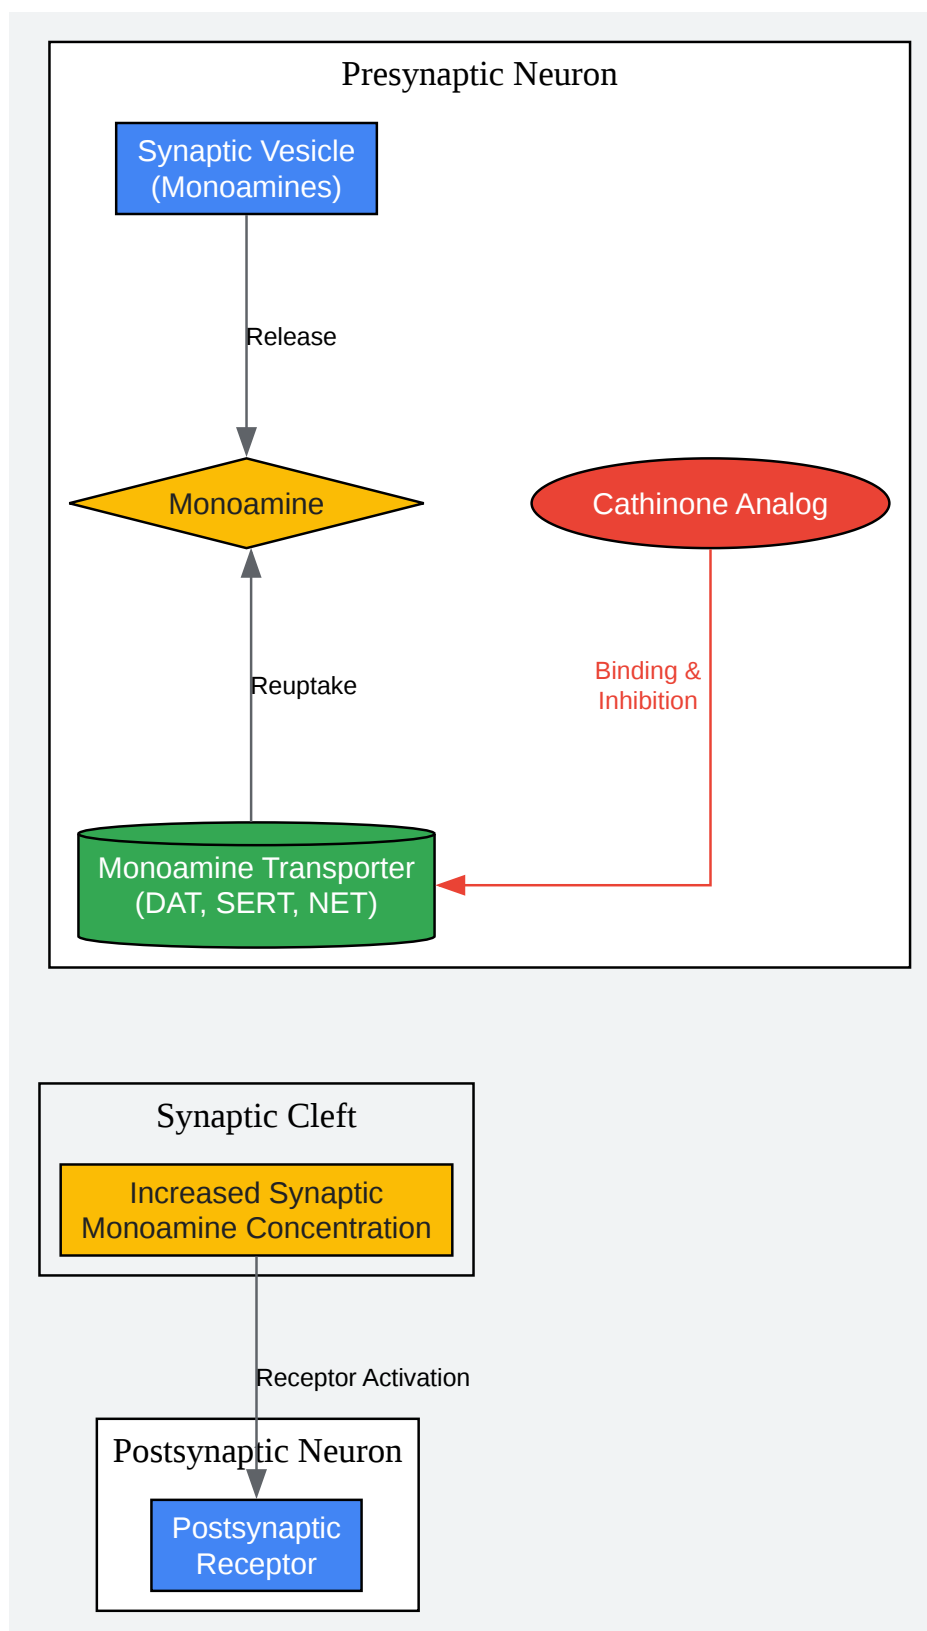 Presynaptic Neuron
Synaptic Vesicle
(Monoamines)
Release
Monoamine
Cathinone Analog
Binding &
Inhibition
Reuptake
Monoamine Transporter
(DAT, SERT, NET)
Synaptic Cleft
Increased Synaptic
Monoamine Concentration
Receptor Activation
Postsynaptic Neuron
Postsynaptic
Receptor